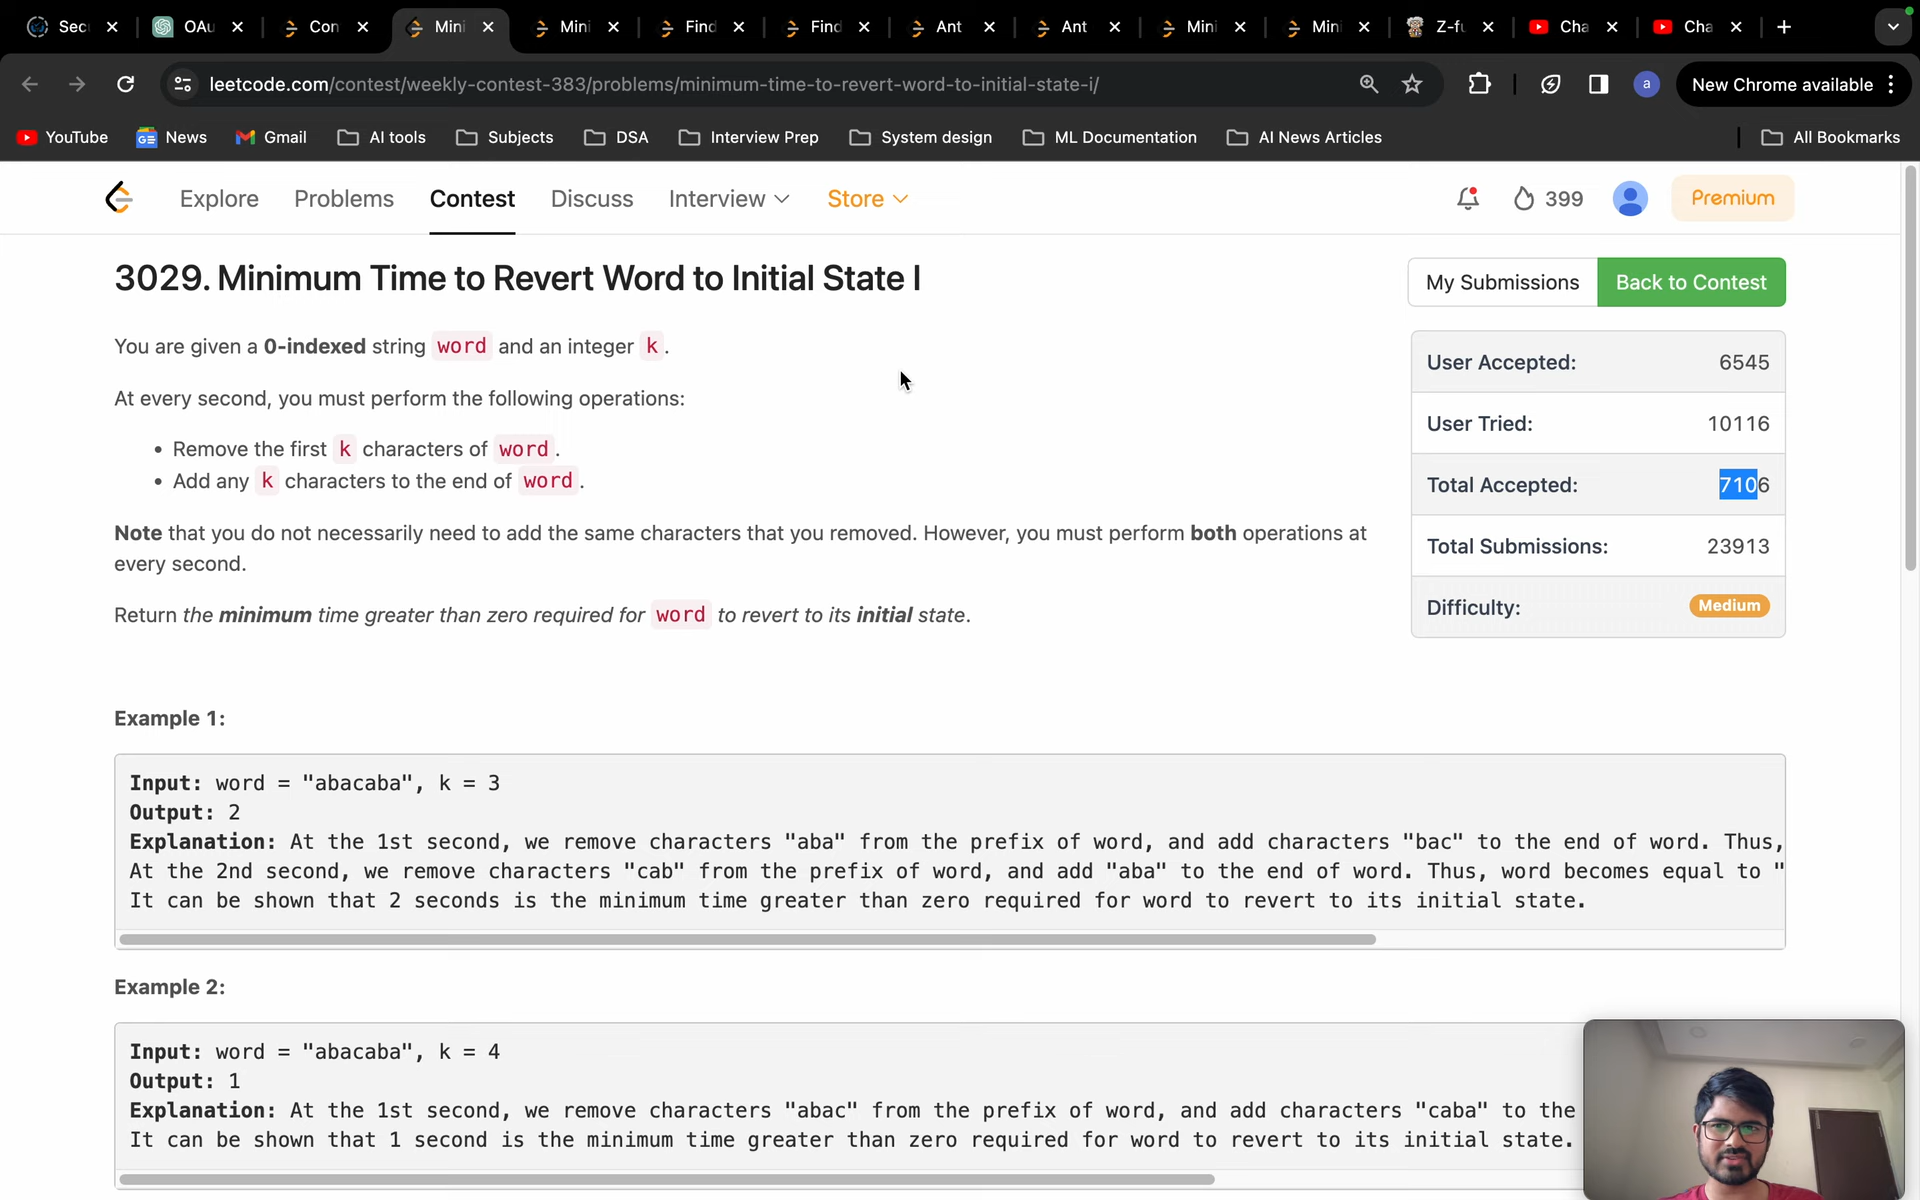 Sec
OAu
Con
Mini
Mini
Find
Find
Ant
Ant
Mini
Mini
Z-fu
Cha
Cha
leetcode.com/contest/weekly-contest-383/problems/minimum-time-to-revert-word-to-initial-state-i/
a
New Chrome available
YouTube
News
Gmail
AI tools
Subjects
DSA
Interview Prep
System design
ML Documentation
AI News Articles
All Bookmarks
Explore
Problems
Contest
Discuss
Interview
Store
399
Premium
3029. Minimum Time to Revert Word to Initial State I
My Submissions
Back to Contest
You are given a 0-indexed string word and an integer k.
At every second, you must perform the following operations:
• Remove the first k characters of word.
• Add any k characters to the end of word.
Note that you do not necessarily need to add the same characters that you removed. However, you must perform both operations at
every second.
Return the minimum time greater than zero required for word to revert to its initial state.
User Accepted: 6545
User Tried: 10116
Total Accepted: 7106
Total Submissions: 23913
Difficulty: Medium
Example 1:
Input: word = "abacaba", k = 3
Output: 2
Explanation: At the 1st second, we remove characters "aba" from the prefix of word, and add characters "bac" to the end of word. Thus,
At the 2nd second, we remove characters "cab" from the prefix of word, and add "aba" to the end of word. Thus, word becomes equal to "
It can be shown that 2 seconds is the minimum time greater than zero required for word to revert to its initial state.
Example 2:
Input: word = "abacaba", k = 4
Output: 1
Explanation: At the 1st second, we remove characters "abac" from the prefix of word, and add characters "caba" to the
It can be shown that 1 second is the minimum time greater than zero required for word to revert to its initial state.